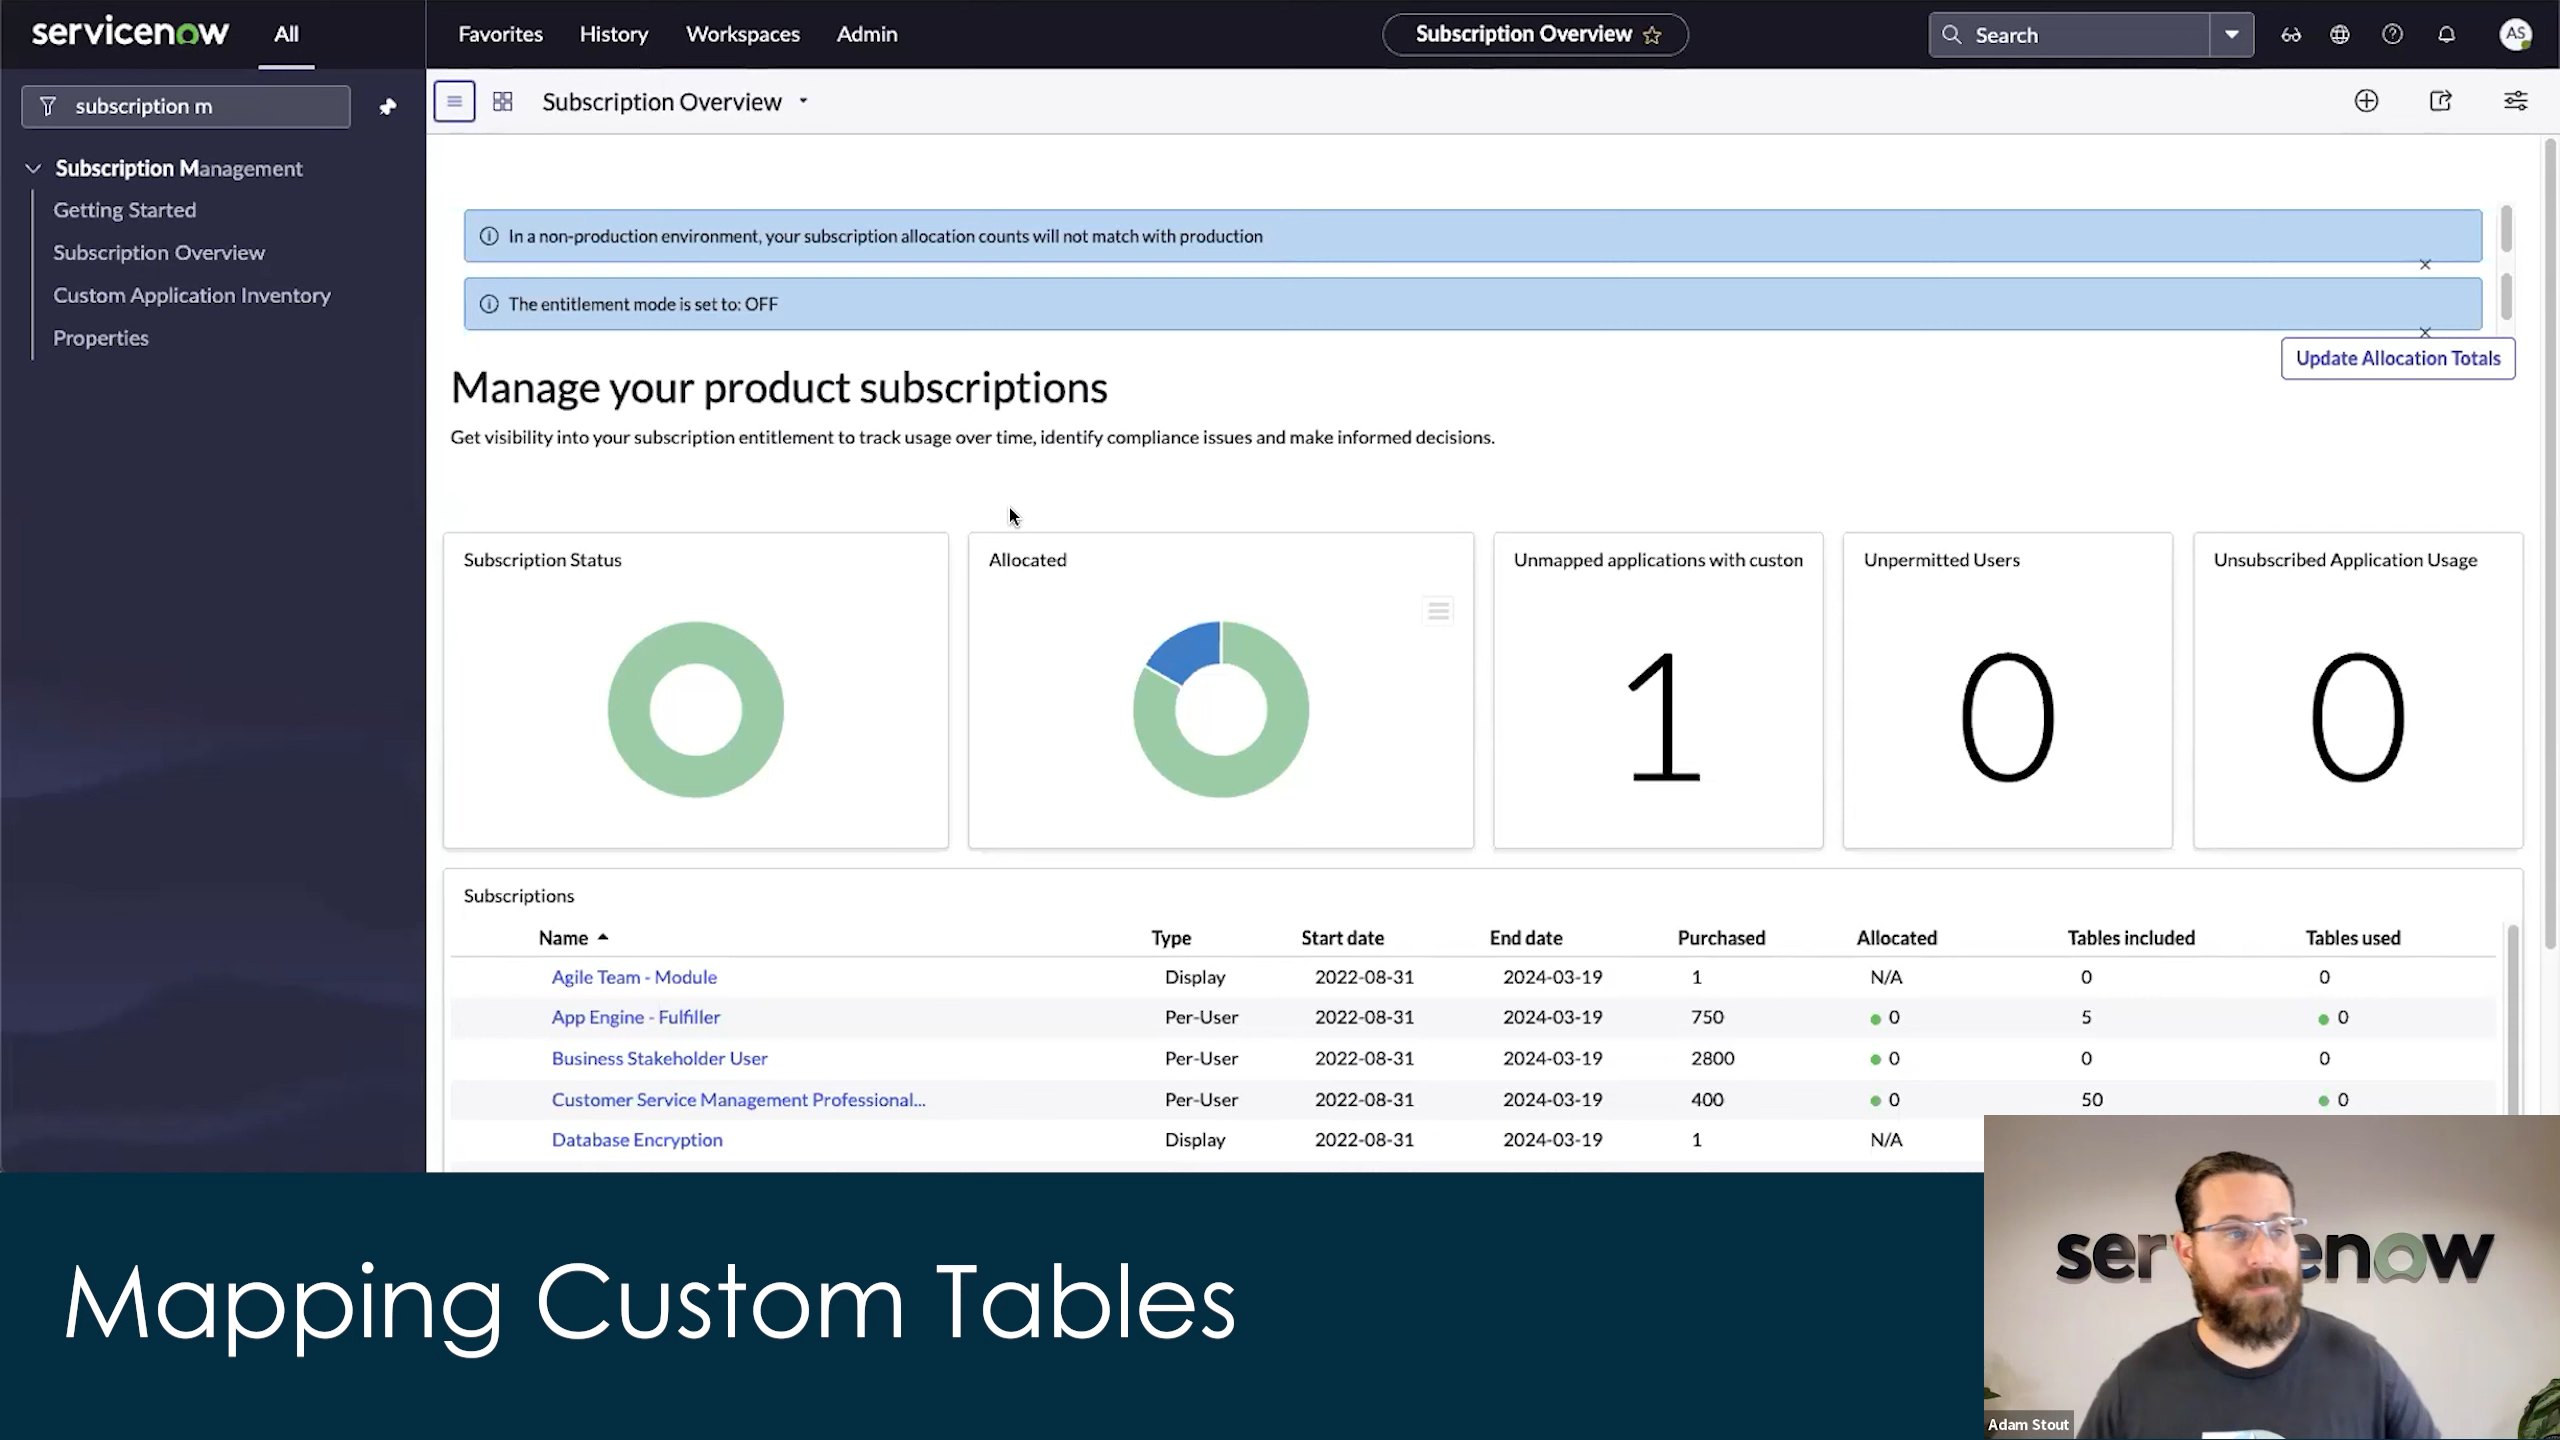 servicenow
All
Favorites
History
Workspaces
Admin
Subscription Overview
Search
AS
subscription m
Subscription Management
Getting Started
Subscription Overview
Custom Application Inventory
Properties
Subscription Overview
In a non-production environment, your subscription allocation counts will not match with production
The entitlement mode is set to: OFF
Update Allocation Totals
Manage your product subscriptions
Get visibility into your subscription entitlement to track usage over time, identify compliance issues and make informed decisions.
Subscription Status
Allocated
Unmapped applications with custon
1
Unpermitted Users
0
Unsubscribed Application Usage
0
Subscriptions
Name Type Start date End date Purchased Allocated Tables included Tables used
Agile Team - Module Display 2022-08-31 2024-03-19 1 N/A 0 0
App Engine - Fulfiller Per-User 2022-08-31 2024-03-19 750 0 5 0
Business Stakeholder User Per-User 2022-08-31 2024-03-19 2800 0 0 0
Customer Service Management Professional... Per-User 2022-08-31 2024-03-19 400 0 50 0
Database Encryption Display 2022-08-31 2024-03-19 1 N/A
Mapping Custom Tables
ser enow
Adam Stout